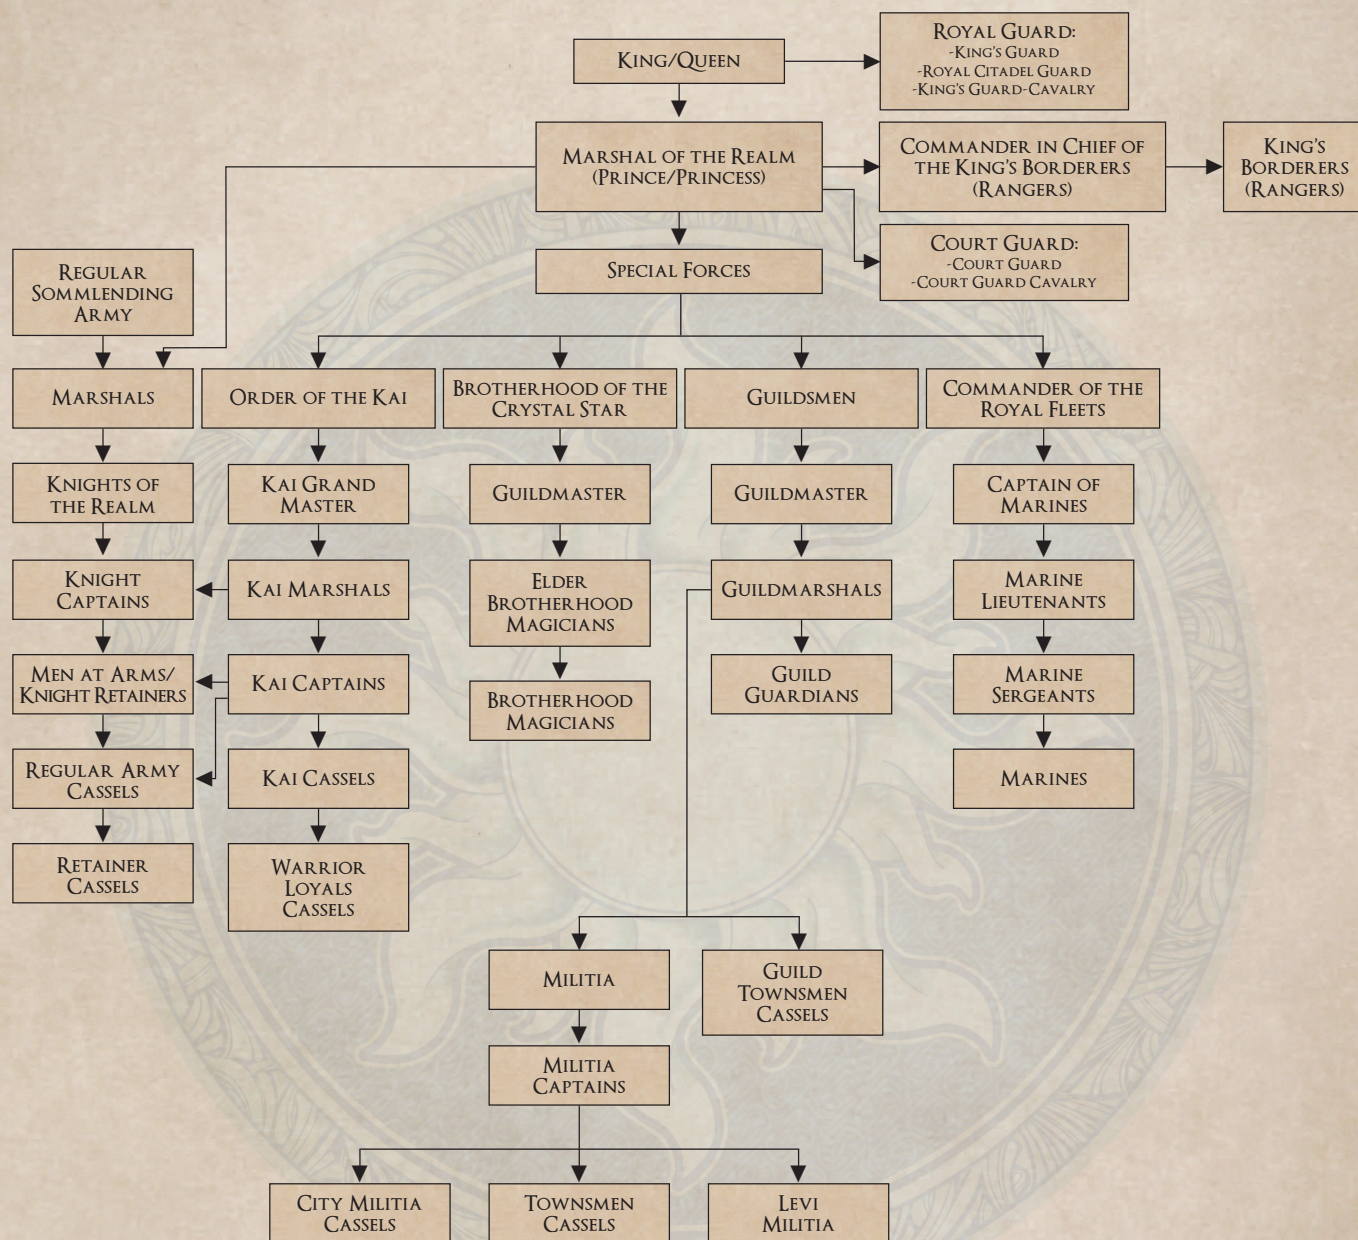 King/Queen
Royal Guard:
-King's Guard
-Royal Citadel Guard
-King's Guard-Cavalry
Marshal of the Realm
(Prince/Princess)
Commander in Chief of
the King's Borderers
(Rangers)
King's
Borderers
(Rangers)
Court Guard:
-Court Guard
-Court Guard Cavalry
Special Forces
Regular
Sommlending
Army
Marshals
Order of the Kai
Brotherhood of the
Crystal Star
Guildsmen
Commander of the
Royal Fleets
Knights of
the Realm
Kai Grand
Master
Guildmaster
Guildmaster
Captain of
Marines
Knight
Captains
Kai Marshals
Elder
Brotherhood
Magicians
Guildmarshals
Marine
Lieutenants
Men at Arms/
Knight Retainers
Kai Captains
Brotherhood
Magicians
Guild
Guardians
Marine
Sergeants
Regular Army
Cassels
Kai Cassels
Marines
Retainer
Cassels
Warrior
Loyals
Cassels
Militia
Guild
Townsmen
Cassels
Militia
Captains
City Militia
Cassels
Townsmen
Cassels
Levi
Militia